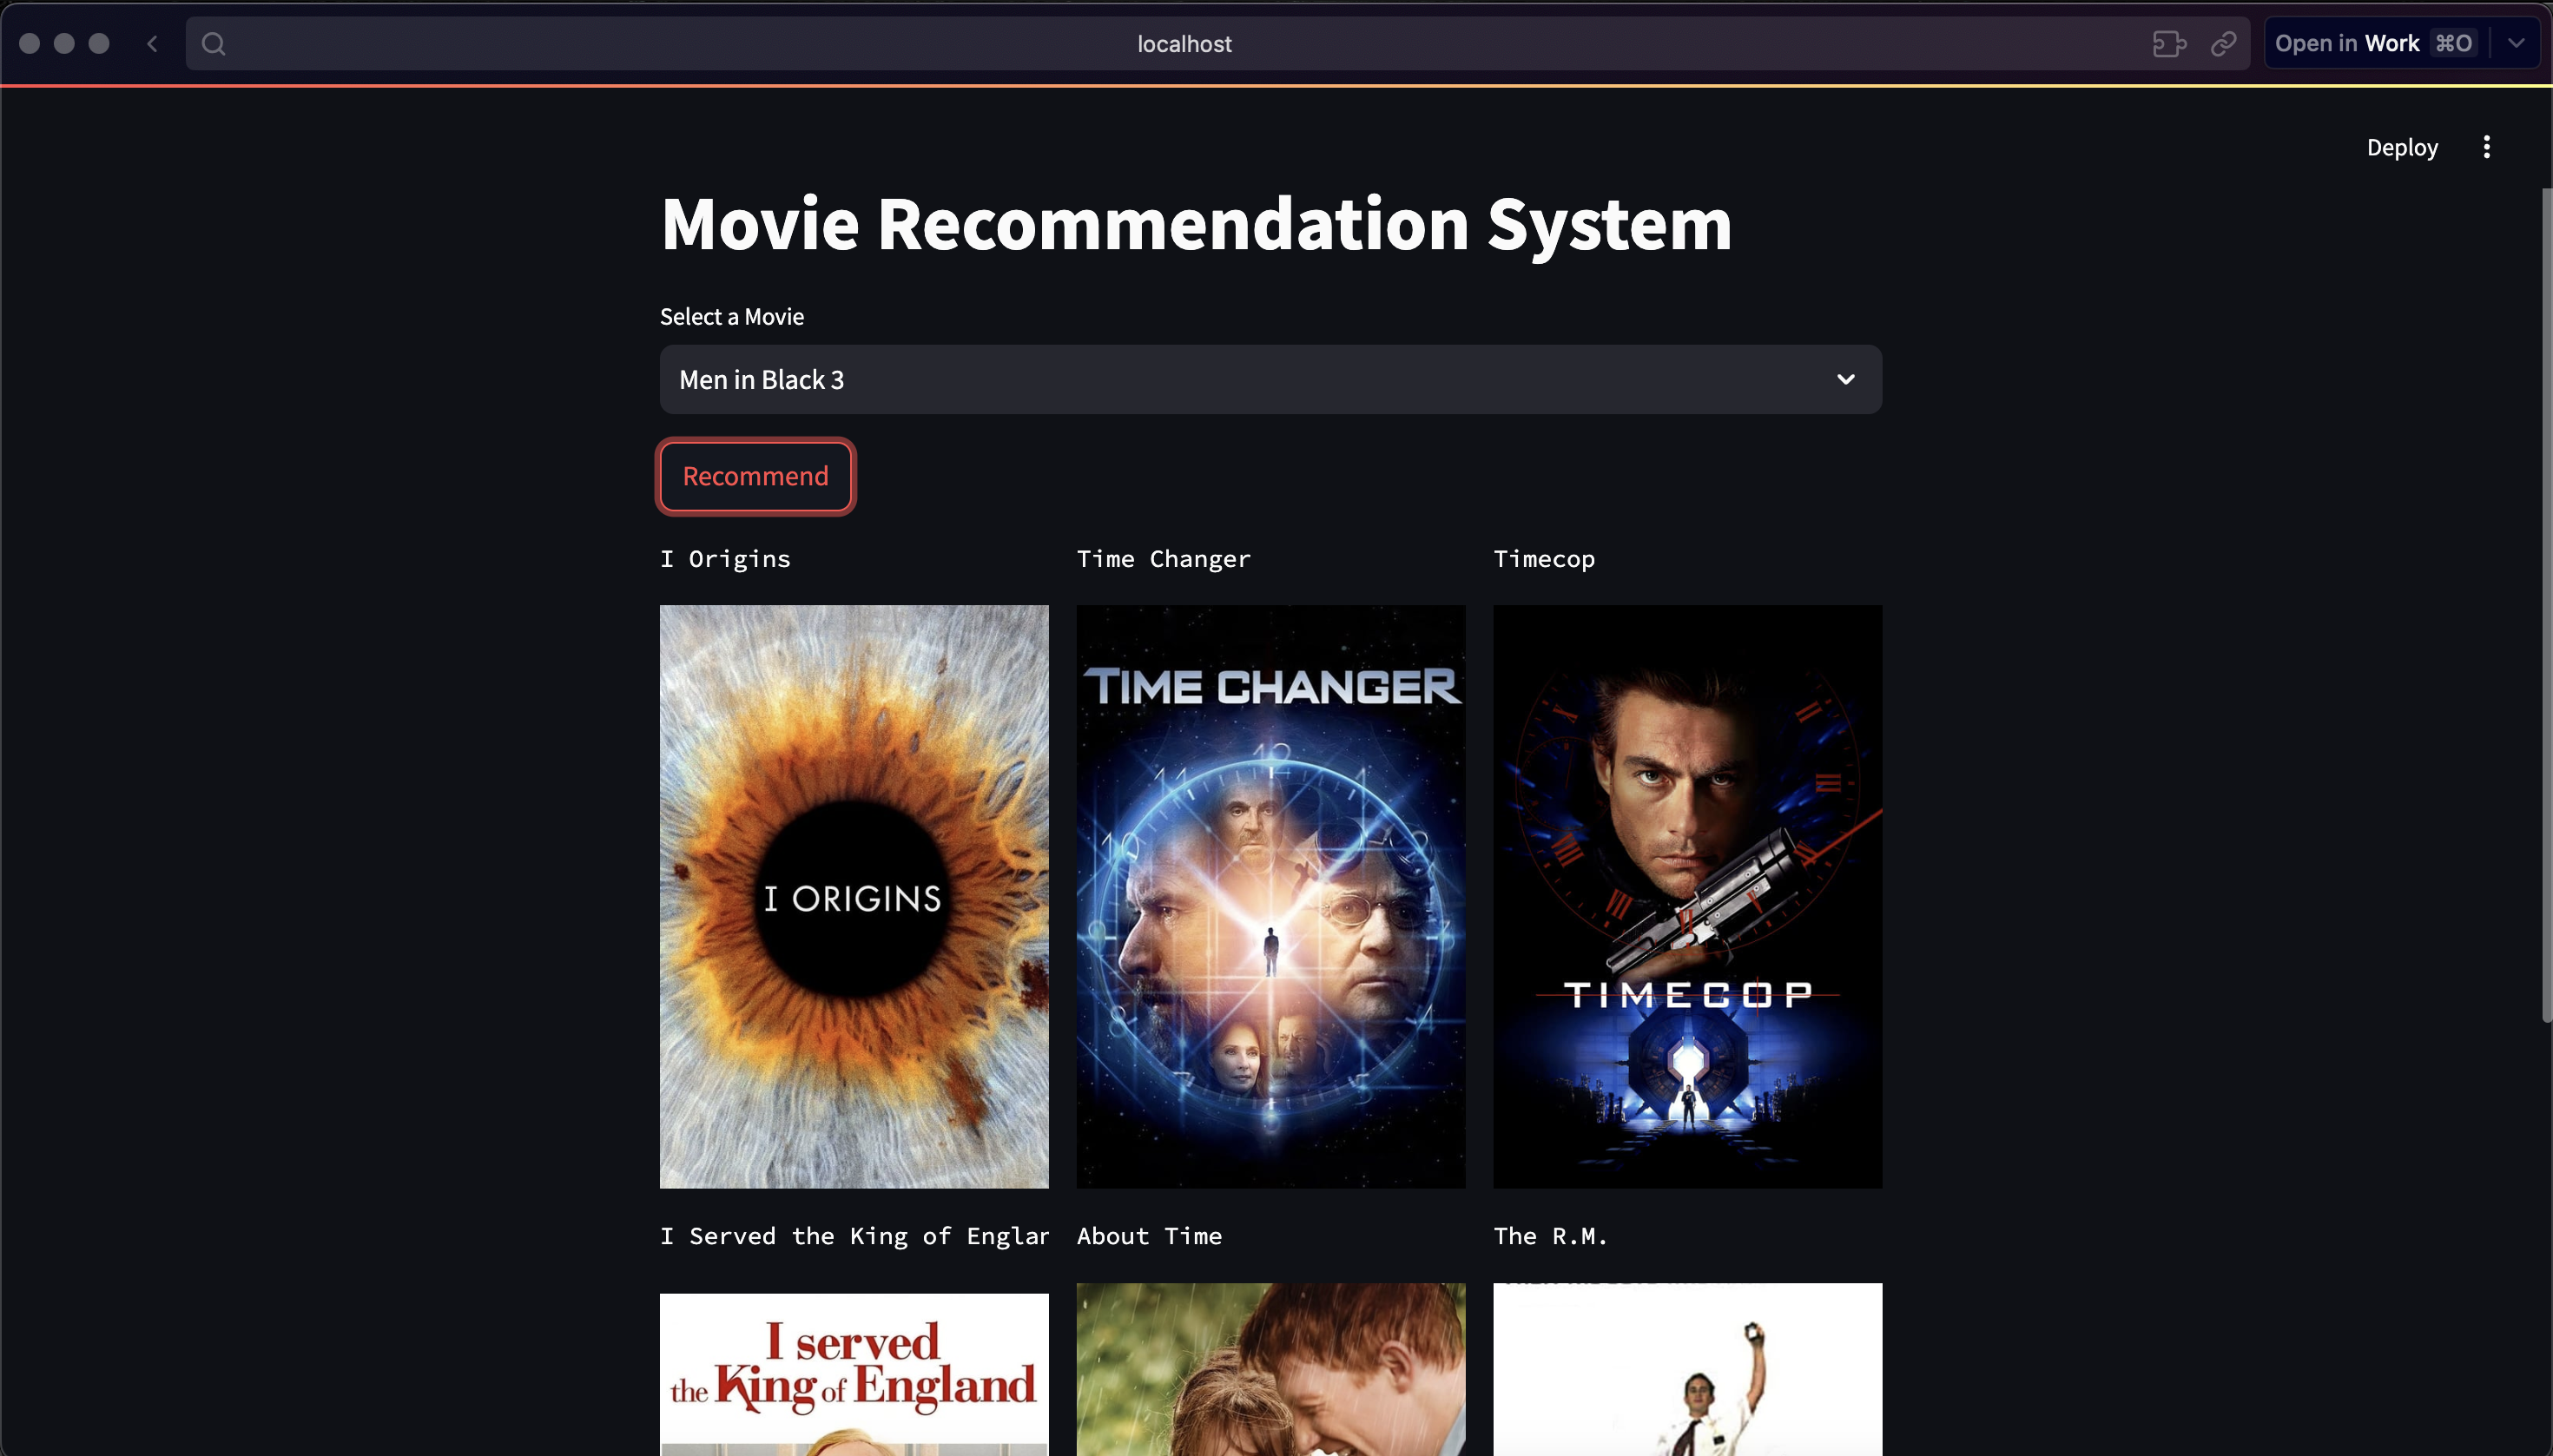 localhost
Open in Work ⌘O
Deploy
Movie Recommendation System
Select a Movie
Men in Black 3
Recommend
I Origins
Time Changer
Timecop
I ORIGINS
TIME CHANGER
TIMECOP
I Served the King of Englan
About Time
The R.M.
I served
the King of England